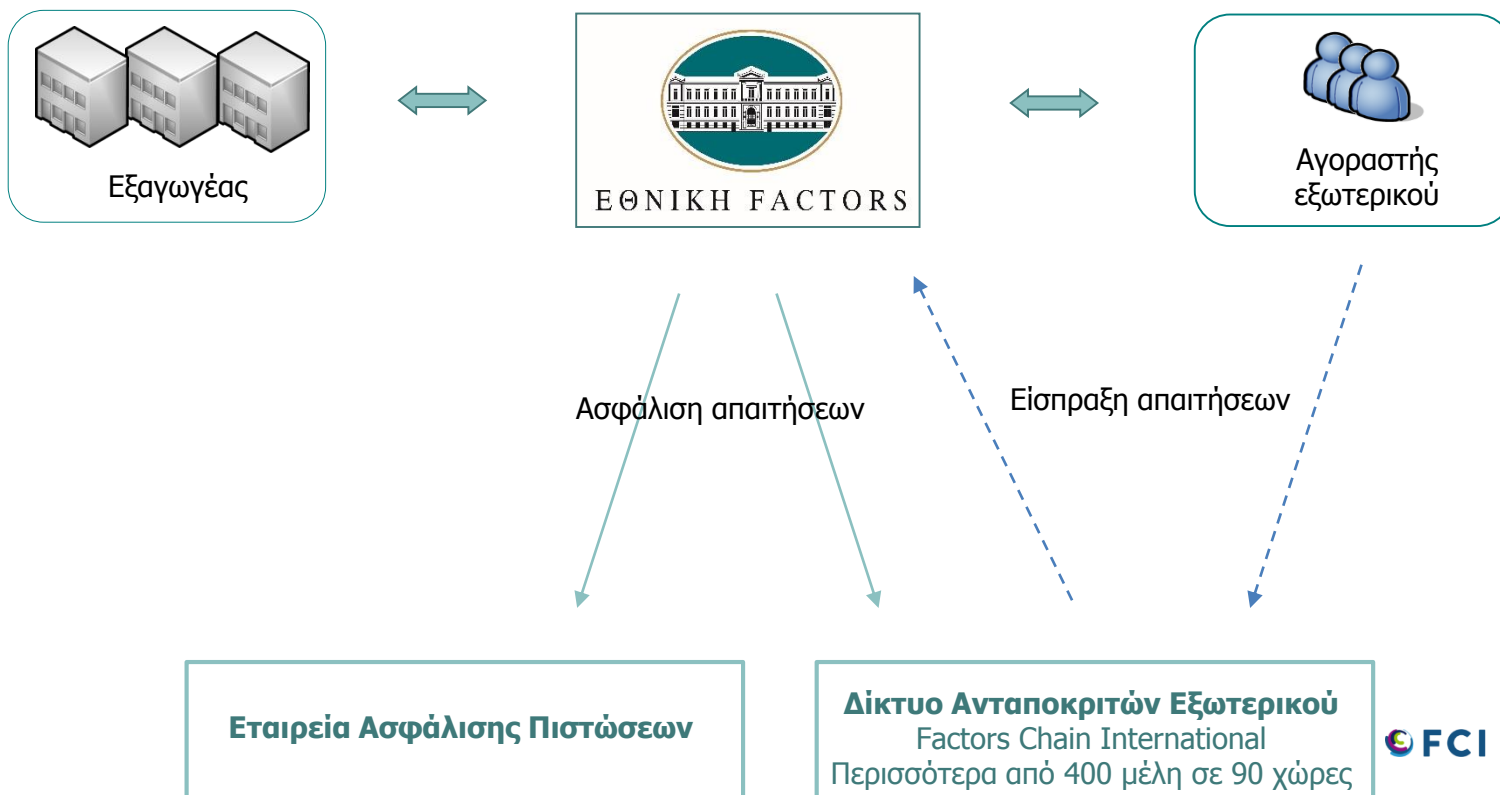 Εξαγωγέας
ΕΘΝΙΚΗ FACTORS
Αγοραστής
εξωτερικού
Ασφάλιση απαιτήσεων
Είσπραξη απαιτήσεων
Εταιρεία Ασφάλισης Πιστώσεων
Δίκτυο Ανταποκριτών Εξωτερικού
Factors Chain International
Περισσότερα από 400 μέλη σε 90 χώρες
FCI